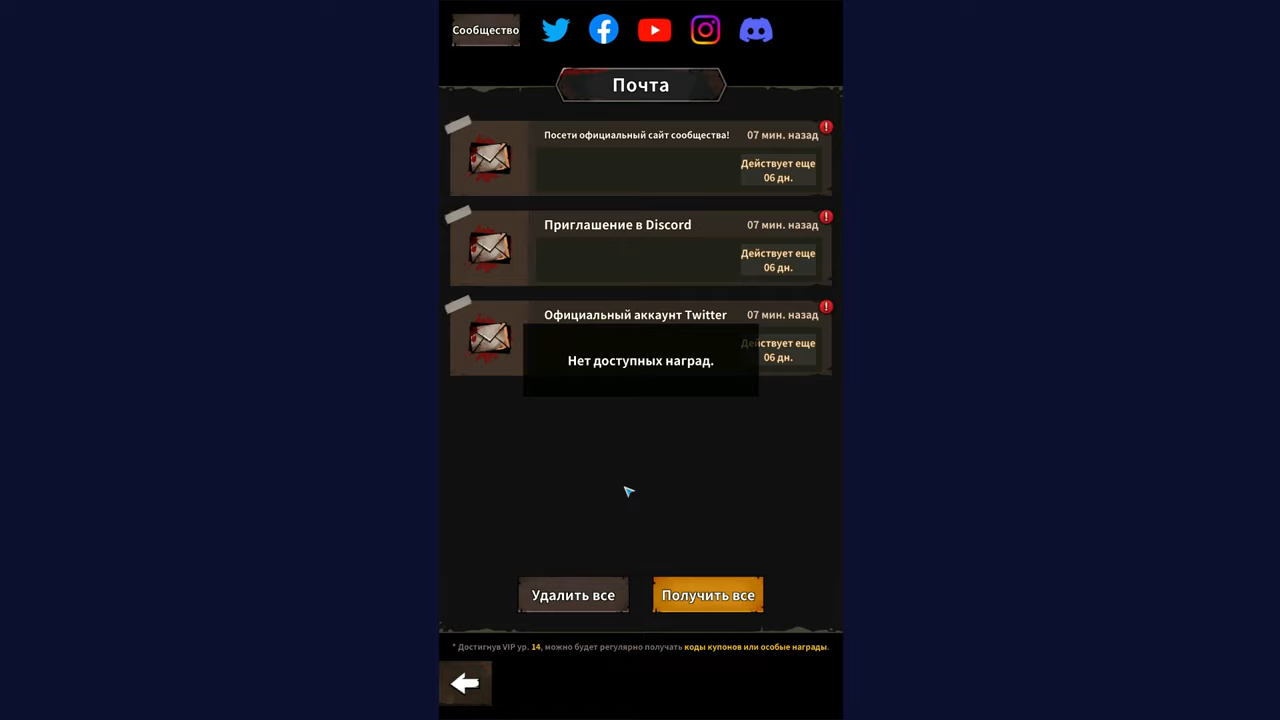 Сообщество
Почта
Посети официальный сайт сообщества!
07 мин. назад
Действует еще
06 дн.
Приглашение в Discord
07 мин. назад
Действует еще
06 дн.
Официальный аккаунт Twitter
07 мин. назад
Действует еще
06 дн.
Нет доступных наград.
Удалить все
Получить все
* Достигнув VIP ур. 14, можно будет регулярно получать коды купонов или особые награды.